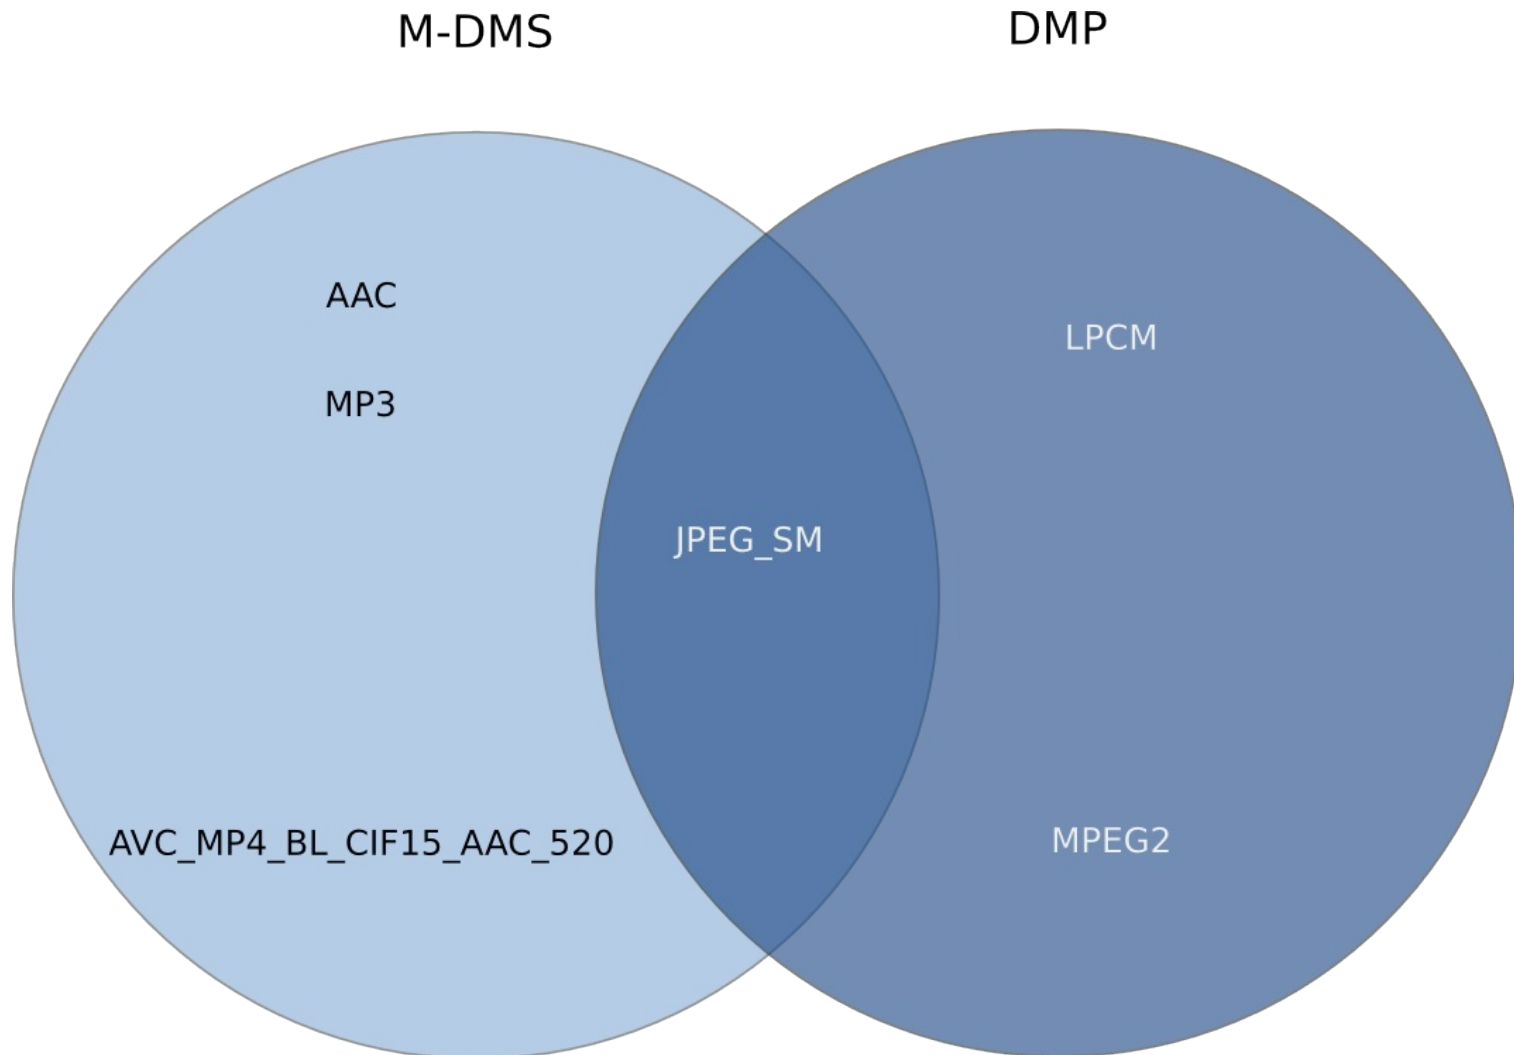 M-DMS
DMP
AAC
LPCM
MP3
JPEG_SM
AVC_MP4_BL_CIF15_AAC_520
MPEG2